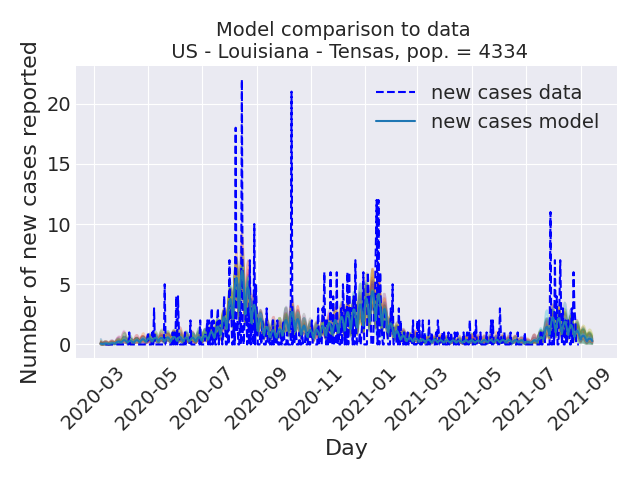 Model comparison to data
US - Louisiana - Tensas, pop. = 4334
Number of new cases reported
20
15
10
5
0
new cases data
new cases model
2020-03
2020-05
2020-07
2020-09
2020-11
2021-01
2021-03
2021-05
2021-07
2021-09
Day